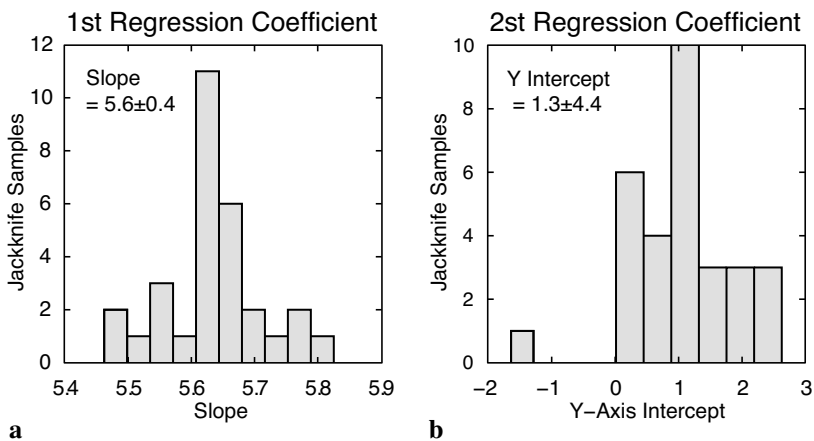 1st Regression Coefficient
12
10
8
6
4
2
0
Jackknife Samples
Slope
= 5.6±0.4
5.4
5.5
5.6
5.7
5.8
5.9
Slope
a
2st Regression Coefficient
10
8
6
4
2
0
Jackknife Samples
Y Intercept
= 1.3±4.4
−2
−1
0
1
2
3
Y−Axis Intercept
b